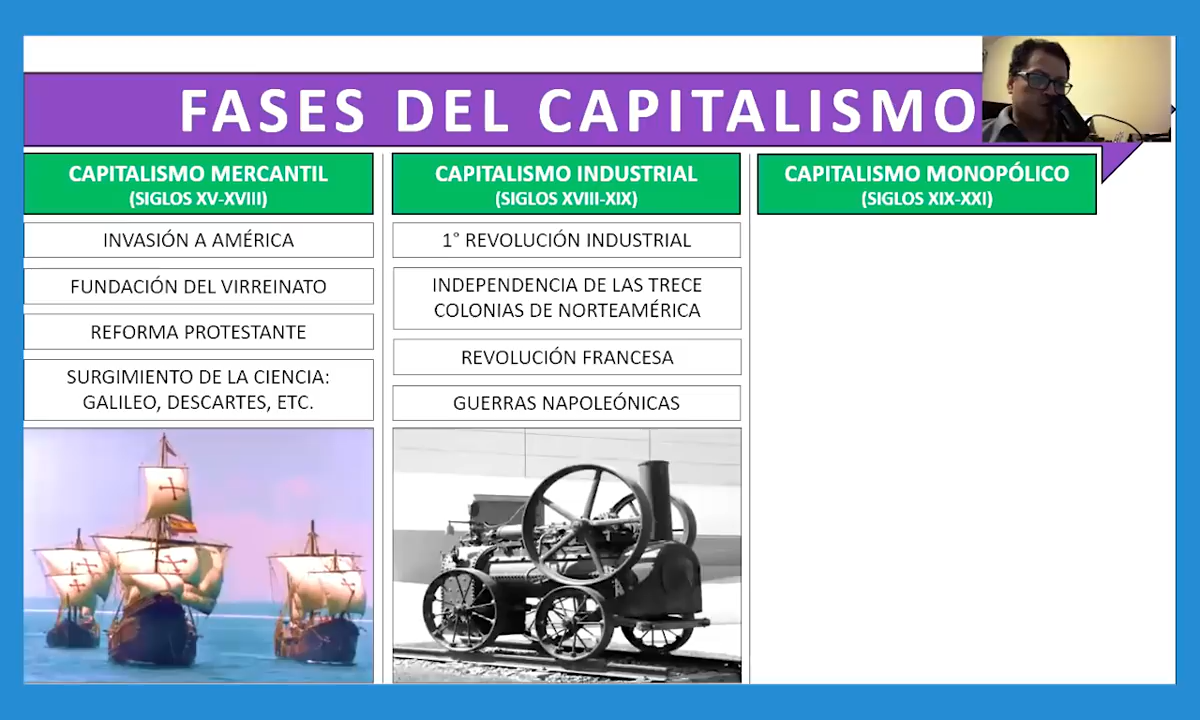 FASES DEL CAPITALISMO
CAPITALISMO MERCANTIL
(SIGLOS XV-XVIII)
INVASIÓN A AMÉRICA
FUNDACIÓN DEL VIRREINATO
REFORMA PROTESTANTE
SURGIMIENTO DE LA CIENCIA:
GALILEO, DESCARTES, ETC.
CAPITALISMO INDUSTRIAL
(SIGLOS XVIII-XIX)
1° REVOLUCIÓN INDUSTRIAL
INDEPENDENCIA DE LAS TRECE
COLONIAS DE NORTEAMÉRICA
REVOLUCIÓN FRANCESA
GUERRAS NAPOLEÓNICAS
CAPITALISMO MONOPÓLICO
(SIGLOS XIX-XXI)